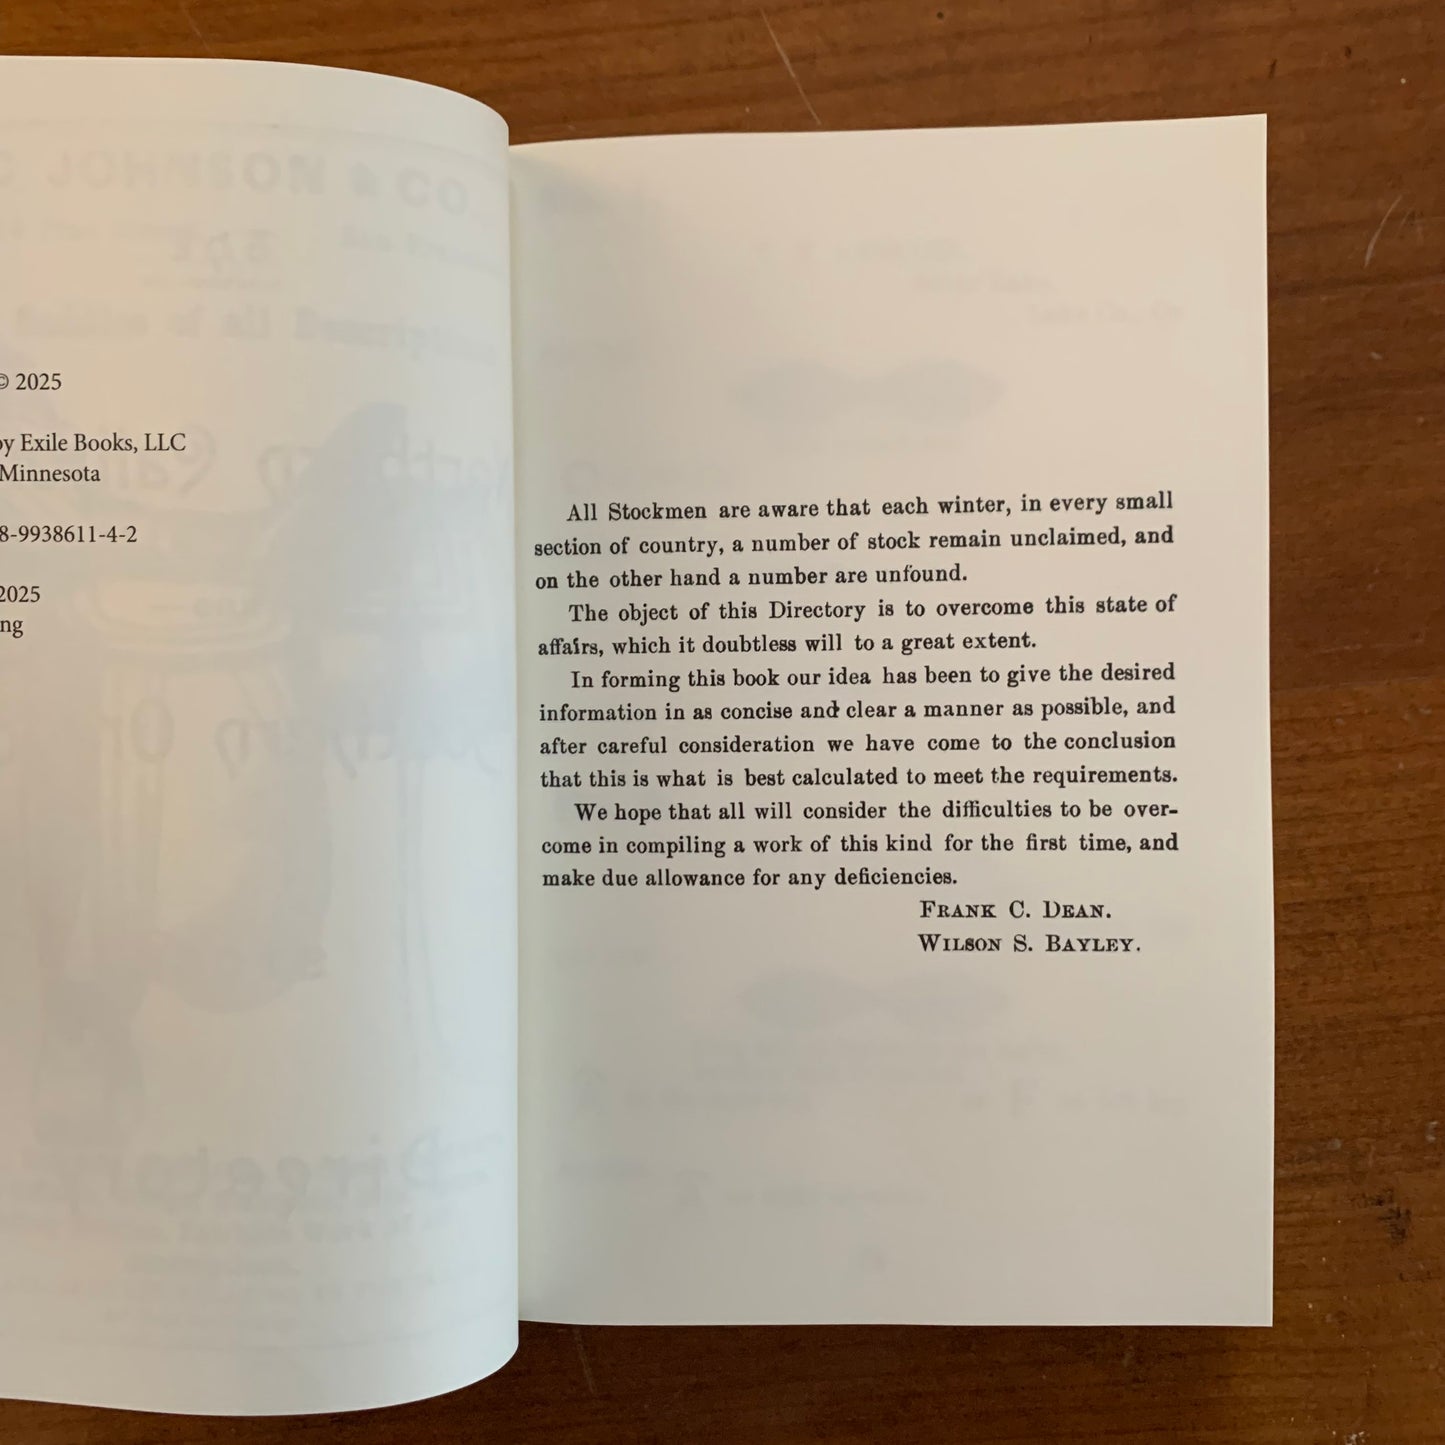 © 2025
by Exile Books, LLC
Minnesota
8-9938611-4-2
2025
ng
All Stockmen are aware that each winter, in every small
section of country, a number of stock remain unclaimed, and
on the other hand a number are unfound.
The object of this Directory is to overcome this state of
affairs, which it doubtless will to a great extent.
In forming this book our idea has been to give the desired
information in as concise and clear a manner as possible, and
after careful consideration we have come to the conclusion
that this is what is best calculated to meet the requirements.
We hope that all will consider the difficulties to be over-
come in compiling a work of this kind for the first time, and
make due allowance for any deficiencies.
FRANK C. DEAN.
WILSON S. BAYLEY.
JOHNSON & CO
of all
Directory